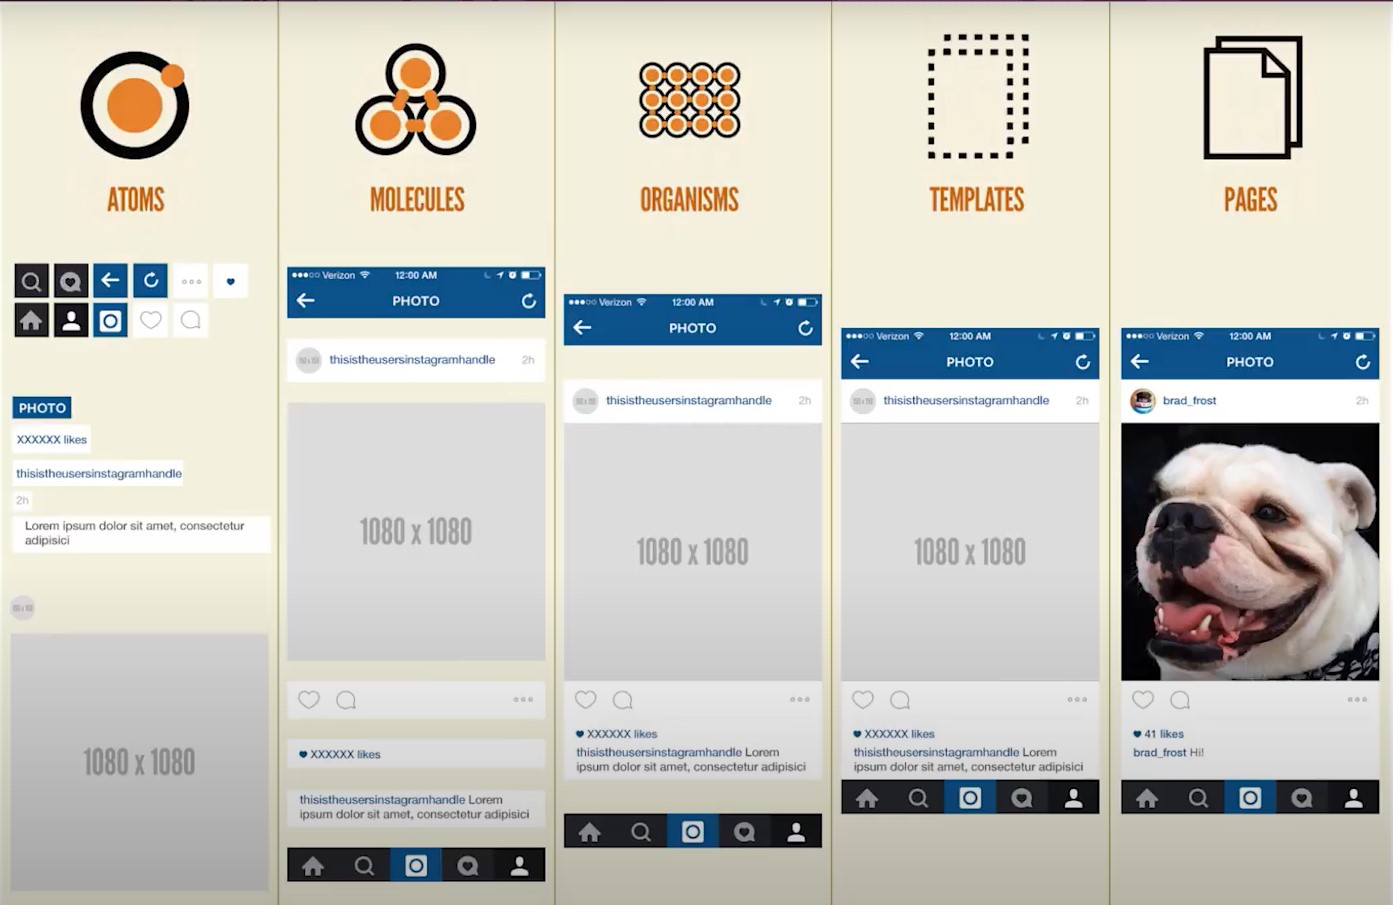 ATOMS
PHOTO
XXXXXX likes
thisistheusersinstagramhandle
2h
Lorem ipsum dolor sit amet, consectetur
adipisici
1080 x 1080
MOLECULES
Verizon 12:00 AM
PHOTO
thisistheusersinstagramhandle 2h
1080 x 1080
XXXXXX likes
thisistheusersinstagramhandle Lorem
ipsum dolor sit amet, consectetur adipisici
ORGANISMS
Verizon 12:00 AM
PHOTO
thisistheusersinstagramhandle 2h
1080 x 1080
XXXXXX likes
thisistheusersinstagramhandle Lorem
ipsum dolor sit amet, consectetur adipisici
TEMPLATES
Verizon 12:00 AM
PHOTO
thisistheusersinstagramhandle 2h
1080 x 1080
XXXXXX likes
thisistheusersinstagramhandle Lorem
ipsum dolor sit amet, consectetur adipisici
PAGES
Verizon 12:00 AM
PHOTO
brad_frost 2h
41 likes
brad_frost Hi!